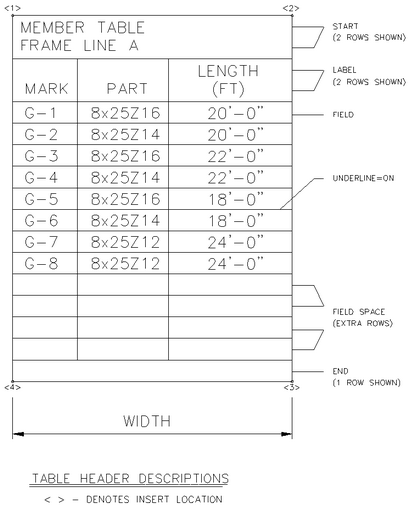 <1> <2>
MEMBER TABLE
FRAME LINE A
START
(2 ROWS SHOWN)
MARK PART LENGTH
(FT)
LABEL
(2 ROWS SHOWN)
G-1 8x25Z16 20'-0"
FIELD
G-2 8x25Z14 20'-0"
G-3 8x25Z16 22'-0"
G-4 8x25Z14 22'-0"
UNDERLINE=ON
G-5 8x25Z16 18'-0"
G-6 8x25Z14 18'-0"
G-7 8x25Z12 24'-0"
G-8 8x25Z12 24'-0"
FIELD SPACE
(EXTRA ROWS)
END
(1 ROW SHOWN)
<4> <3>
WIDTH
TABLE HEADER DESCRIPTIONS
< > - DENOTES INSERT LOCATION